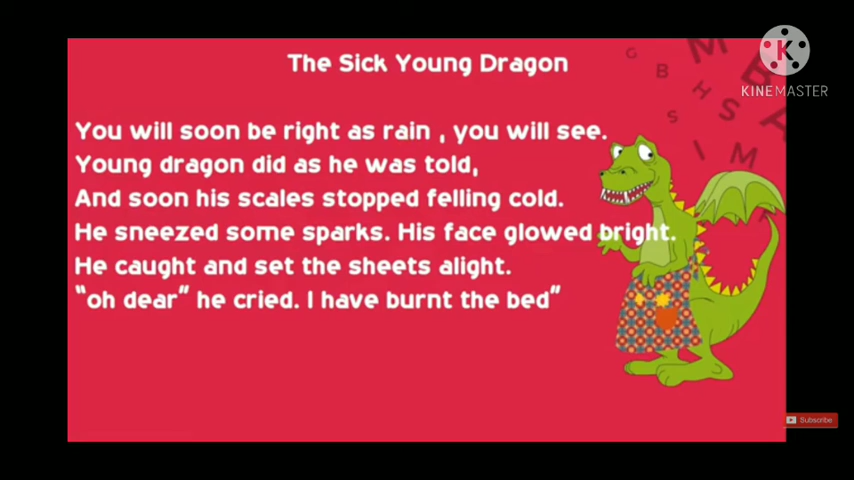 The Sick Young Dragon
KINEMASTER
You will soon be right as rain , you will see.
Young dragon did as he was told,
And soon his scales stopped felling cold.
He sneezed some sparks. His face glowed bright.
He caught and set the sheets alight.
“oh dear” he cried. I have burnt the bed”
Subscribe
K
G
B
H
S
I
M
M
B
S
A